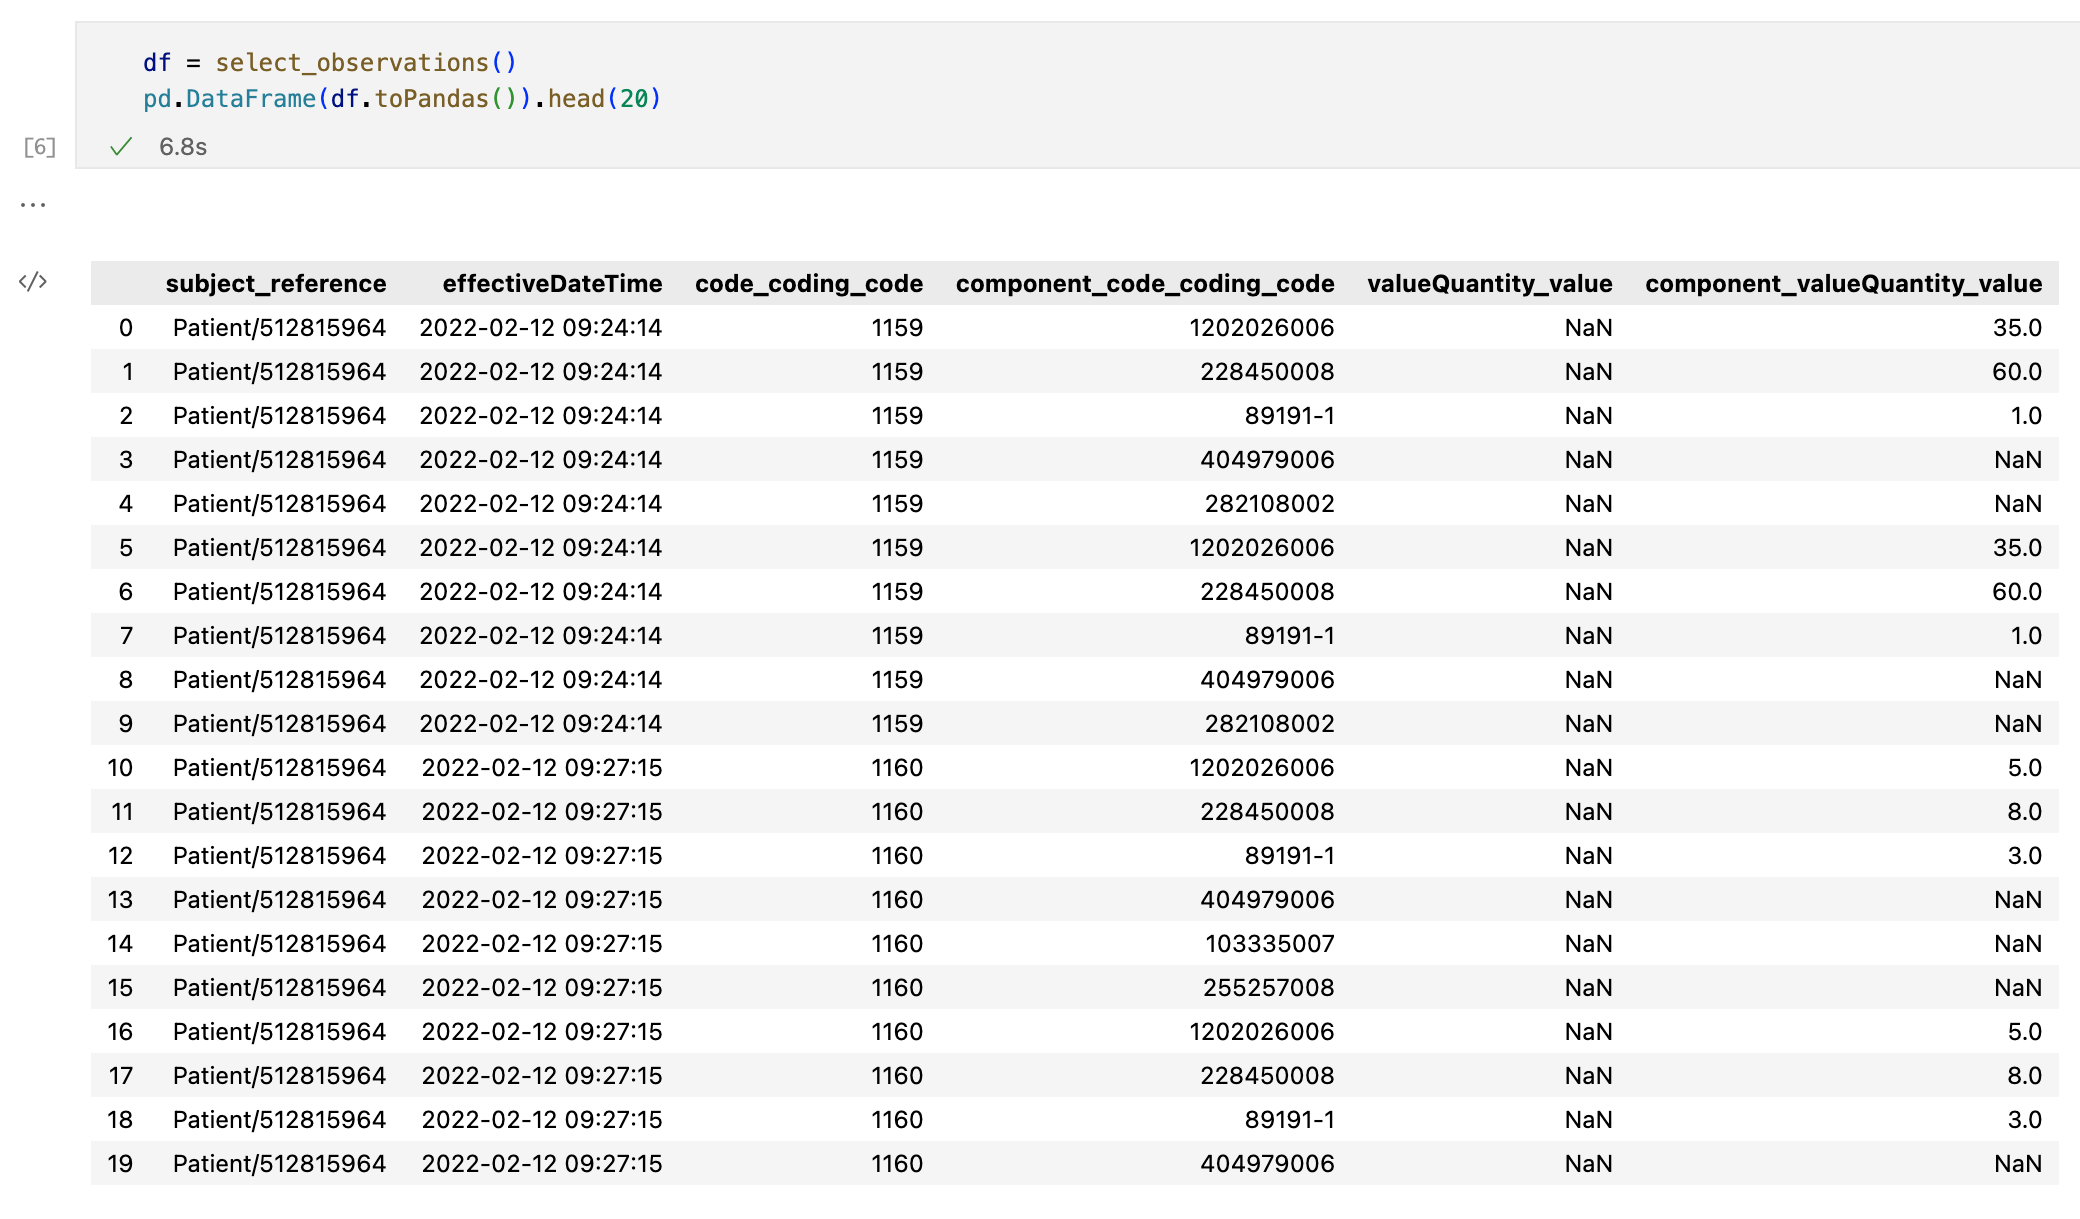 df = select_observations()
pd.DataFrame(df.toPandas()).head(20)
[6] 6.8s
...
</>
subject_reference effectiveDateTime code_coding_code component_code_coding_code valueQuantity_value component_valueQuantity_value
0 Patient/512815964 2022-02-12 09:24:14 1159 1202026006 NaN 35.0
1 Patient/512815964 2022-02-12 09:24:14 1159 228450008 NaN 60.0
2 Patient/512815964 2022-02-12 09:24:14 1159 89191-1 NaN 1.0
3 Patient/512815964 2022-02-12 09:24:14 1159 404979006 NaN NaN
4 Patient/512815964 2022-02-12 09:24:14 1159 282108002 NaN NaN
5 Patient/512815964 2022-02-12 09:24:14 1159 1202026006 NaN 35.0
6 Patient/512815964 2022-02-12 09:24:14 1159 228450008 NaN 60.0
7 Patient/512815964 2022-02-12 09:24:14 1159 89191-1 NaN 1.0
8 Patient/512815964 2022-02-12 09:24:14 1159 404979006 NaN NaN
9 Patient/512815964 2022-02-12 09:24:14 1159 282108002 NaN NaN
10 Patient/512815964 2022-02-12 09:27:15 1160 1202026006 NaN 5.0
11 Patient/512815964 2022-02-12 09:27:15 1160 228450008 NaN 8.0
12 Patient/512815964 2022-02-12 09:27:15 1160 89191-1 NaN 3.0
13 Patient/512815964 2022-02-12 09:27:15 1160 404979006 NaN NaN
14 Patient/512815964 2022-02-12 09:27:15 1160 103335007 NaN NaN
15 Patient/512815964 2022-02-12 09:27:15 1160 255257008 NaN NaN
16 Patient/512815964 2022-02-12 09:27:15 1160 1202026006 NaN 5.0
17 Patient/512815964 2022-02-12 09:27:15 1160 228450008 NaN 8.0
18 Patient/512815964 2022-02-12 09:27:15 1160 89191-1 NaN 3.0
19 Patient/512815964 2022-02-12 09:27:15 1160 404979006 NaN NaN